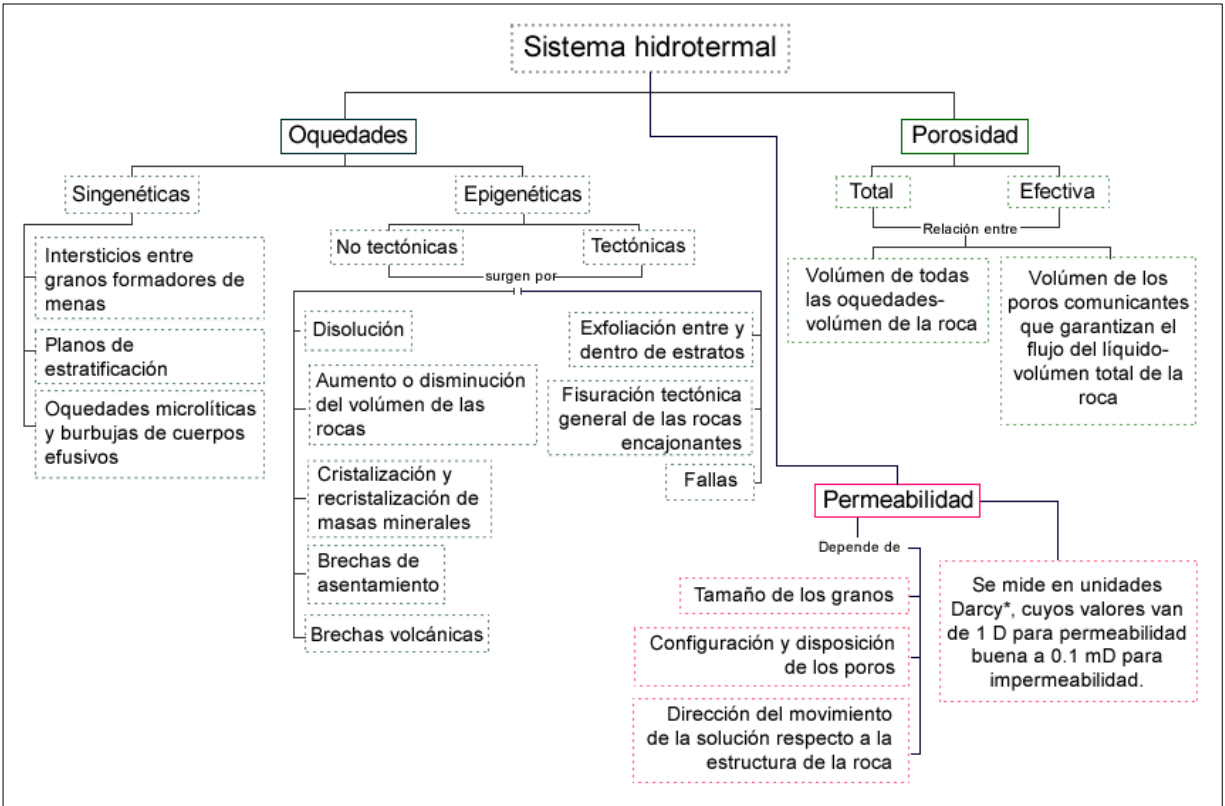 Sistema hidrotermal
Oquedades
Porosidad
Singenéticas
Epigenéticas
Total
Efectiva
Relación entre
No tectónicas
Tectónicas
surgen por
Intersticios entre
granos formadores de
menas
Planos de
estratificación
Oquedades microlíticas
y burbujas de cuerpos
efusivos
Disolución
Aumento o disminución
del volúmen de las
rocas
Cristalización y
recristalización de
masas minerales
Brechas de
asentamiento
Brechas volcánicas
Exfoliación entre y
dentro de estratos
Fisuración tectónica
general de las rocas
encajonantes
Fallas
Volúmen de todas
las oquedades-
volúmen de la roca
Volúmen de los
poros comunicantes
que garantizan el
flujo del líquido-
volúmen total de la
roca
Permeabilidad
Depende de
Tamaño de los granos
Configuración y disposición
de los poros
Dirección del movimiento
de la solución respecto a la
estructura de la roca
Se mide en unidades
Darcy*, cuyos valores van
de 1 D para permeabilidad
buena a 0.1 mD para
impermeabilidad.